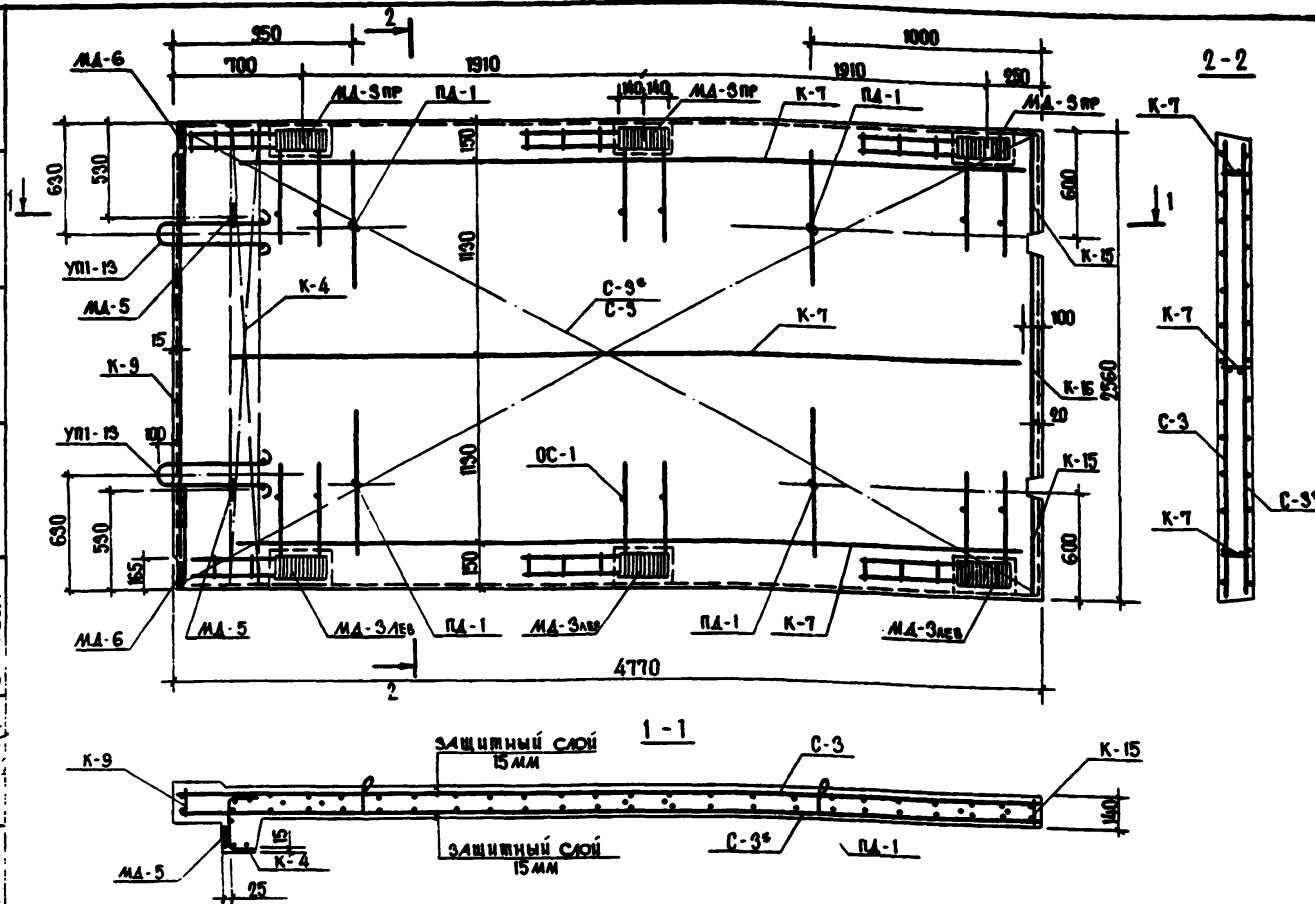 2
950
1000
700
1910
1910
250
2-2
МД-6
МД-3ПР
ПД-1
140
140
МД-3ПР
К-7
ПД-1
МД-3ПР
К-7
150
630
530
600
1
1
УП1-13
1130
К-15
К-4
С-3ᵃ
С-3
МД-5
К-7
100
К-7
15
К-9
2560
К-15
20
С-3
УП1-13
100
1130
ОС-1
К-15
630
530
165
150
600
К-7
МД-6
МД-5
МД-3ЛЕВ
ПД-1
МД-3ЛЕВ
ПД-1
К-7
МД-3ЛЕВ
2
4770
1-1
К-9
ЗАЩИТНЫЙ СЛОЙ
15ММ
С-3
К-15
140
15
К-4
ЗАЩИТНЫЙ СЛОЙ
15ММ
ПД-1
МД-5
25